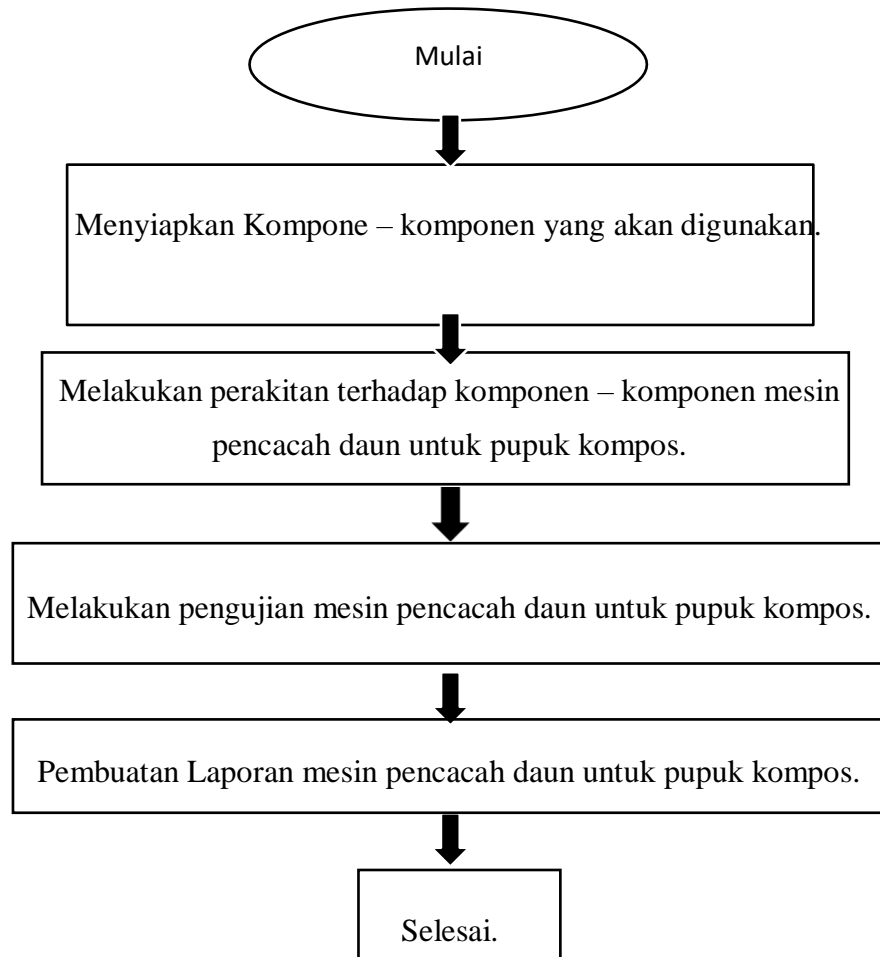 Mulai
Menyiapkan Kompone – komponen yang akan digunakan.
Melakukan perakitan terhadap komponen – komponen mesin
pencacah daun untuk pupuk kompos.
Melakukan pengujian mesin pencacah daun untuk pupuk kompos.
Pembuatan Laporan mesin pencacah daun untuk pupuk kompos.
Selesai.